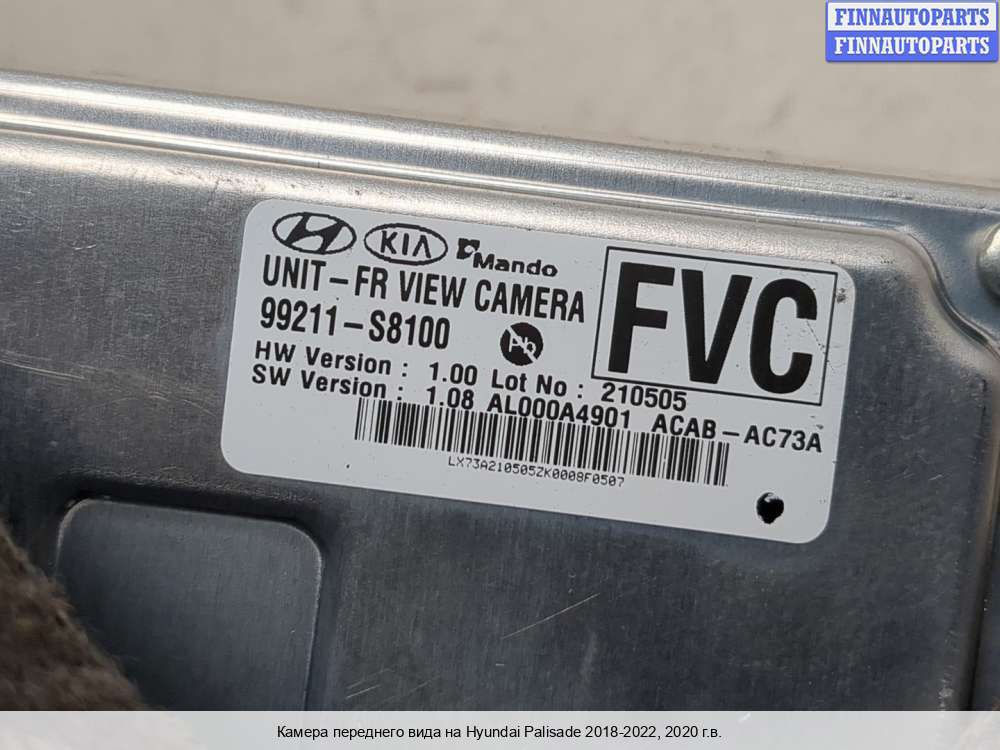 FINNAUTOPARTS
FINNAUTOPARTS
KIA Mando
UNIT-FR VIEW CAMERA
99211-S8100 Pb
FVC
HW Version : 1.00 Lot No : 210505
SW Version : 1.08 AL000A4901 ACAB-AC73A
LX73A210505ZK0008F0507
Камера переднего вида на Hyundai Palisade 2018-2022, 2020 г.в.